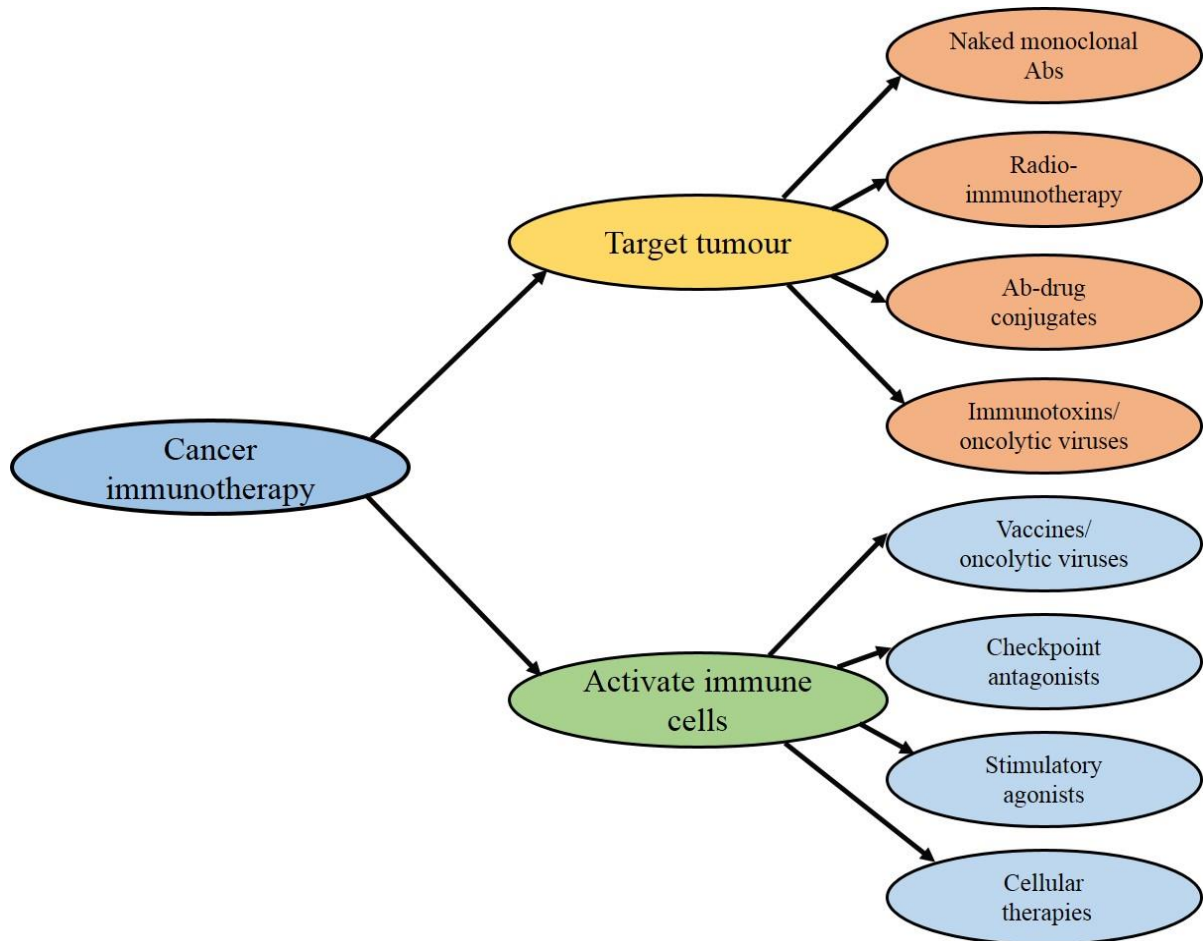 Naked monoclonal
Abs
Radio-
immunotherapy
Target tumour
Ab-drug
conjugates
Immunotoxins/
oncolytic viruses
Cancer
immunotherapy
Vaccines/
oncolytic viruses
Checkpoint
antagonists
Activate immune
cells
Stimulatory
agonists
Cellular
therapies